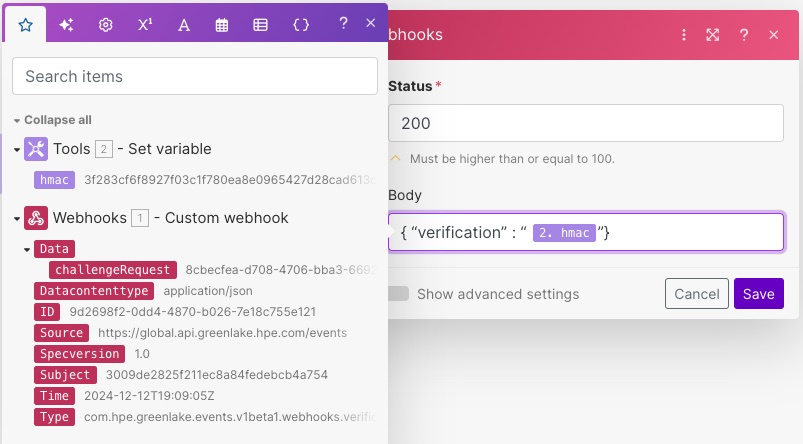 ?
×
Search items
Collapse all
Tools 2 - Set variable
hmac 3f283cf6f8927f03c1f780ea8e0965427d28cad613c
Webhooks 1 - Custom webhook
Data
challengeRequest 8cbecfea-d708-4706-bba3-6692
Datacontenttype application/json
ID 9d2698f2-0dd4-4870-b026-7e18c755e121
Source https://global.api.greenlake.hpe.com/events
Specversion 1.0
Subject 3009de2825f211ec8a84fedebcb4a754
Time 2024-12-12T19:09:05Z
Type com.hpe.greenlake.events.v1beta1.webhooks.verific
bhooks
?
×
Status *
200
Must be higher than or equal to 100.
Body
{ “verification” : “ 2. hmac ”}
Show advanced settings
Cancel
Save